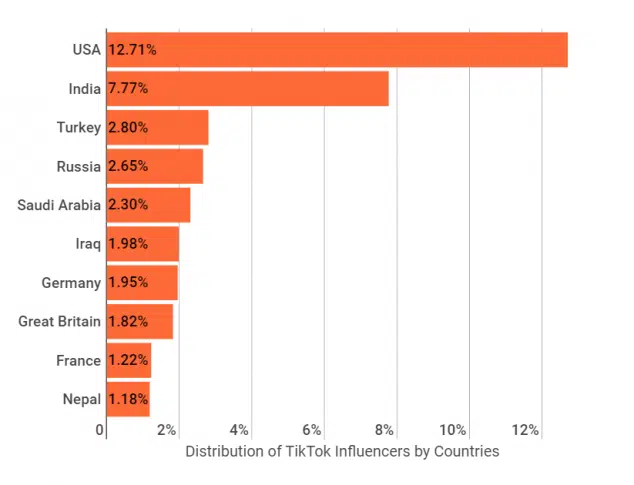 USA 12.71%
India 7.77%
Turkey 2.80%
Russia 2.65%
Saudi Arabia 2.30%
Iraq 1.98%
Germany 1.95%
Great Britain 1.82%
France 1.22%
Nepal 1.18%
0 2% 4% 6% 8% 10% 12%
Distribution of TikTok Influencers by Countries